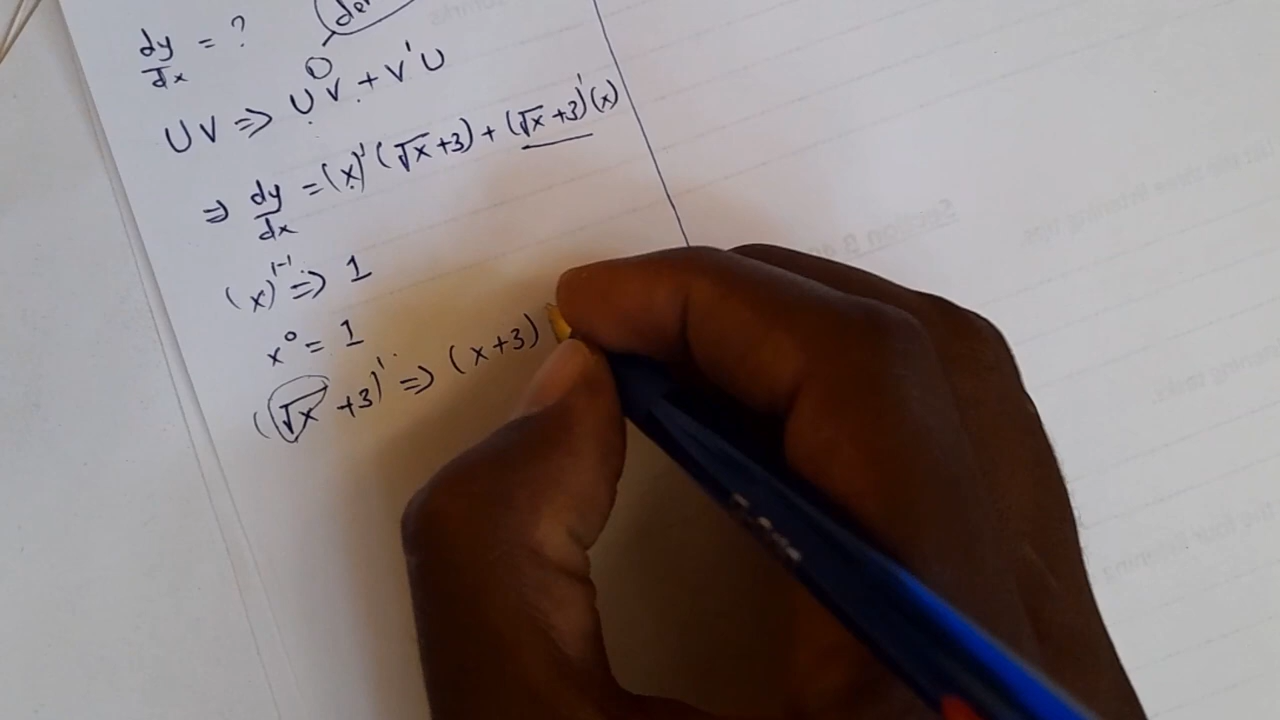 dy/dx = ?
UV ⇒ U'V + V'U
⇒ dy/dx = (x)' (√x+3) + (√x+3)' (x)
(x)¹⁻¹ ⇒ 1
x⁰ = 1
(√x +3)' ⇒ (x+3)